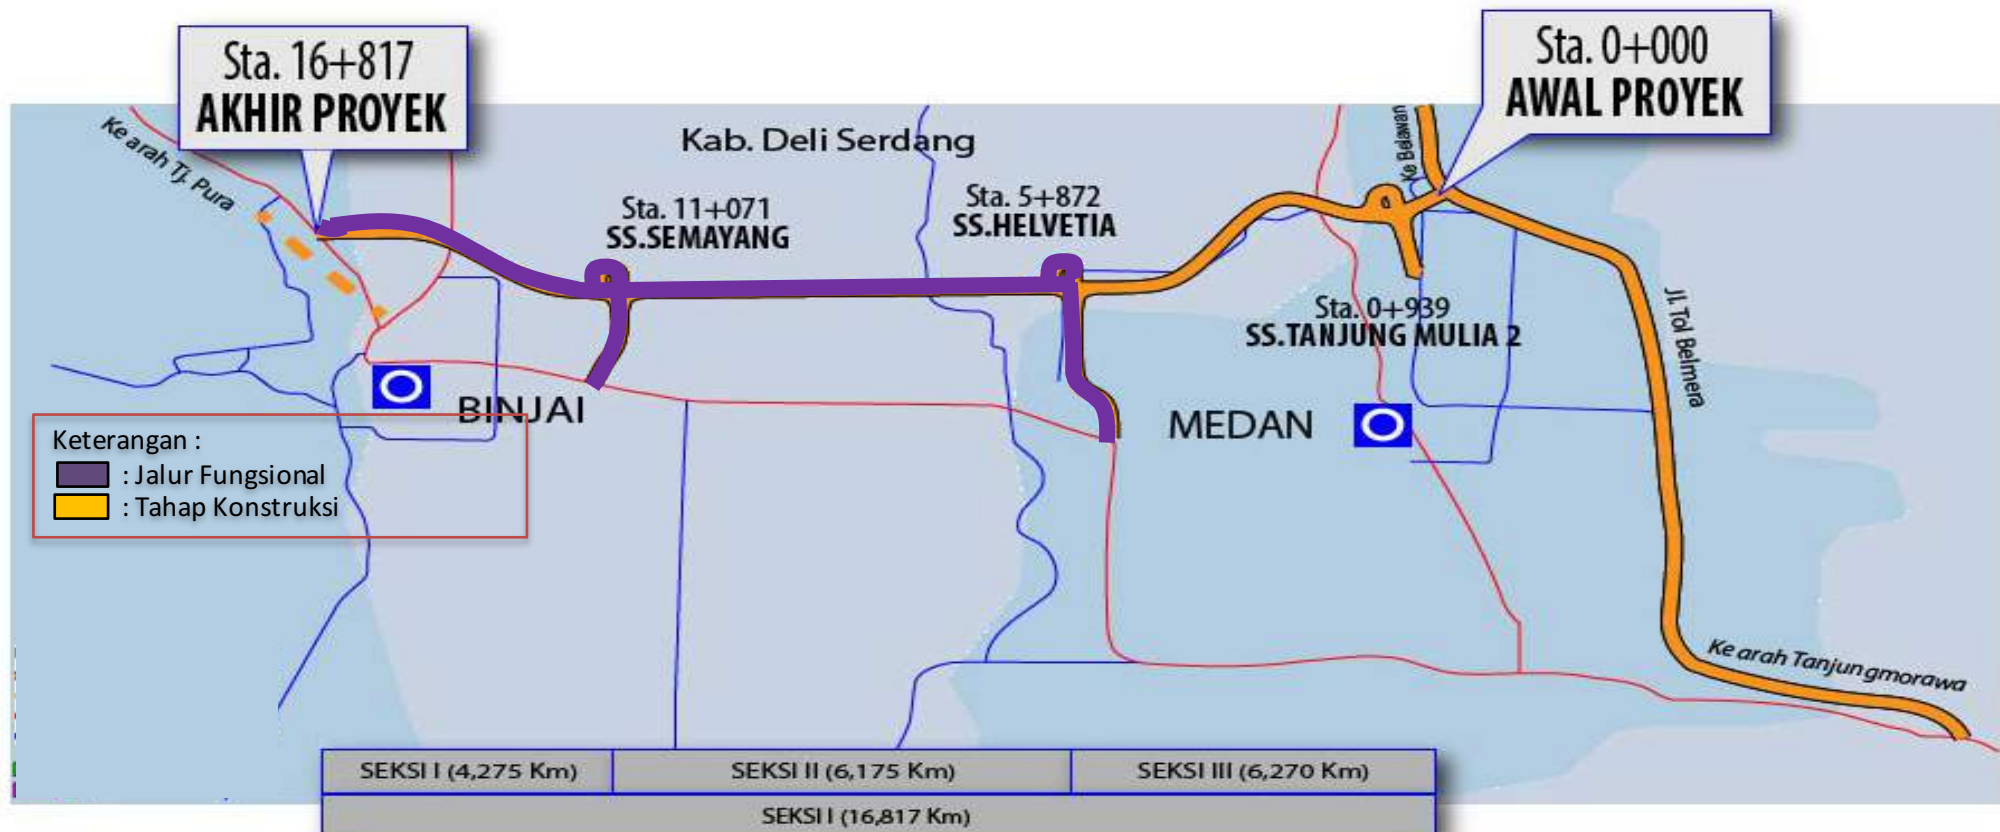 Sta. 16+817
AKHIR PROYEK
Sta. 0+000
AWAL PROYEK
Ke arah Tj. Pura
Kab. Deli Serdang
Ke Belawan
Sta. 11+071
SS.SEMAYANG
Sta. 5+872
SS.HELVETIA
Sta. 0+939
SS.TANJUNG MULIA 2
Jl. Tol Belmera
BINJAI
MEDAN
Keterangan :
: Jalur Fungsional
: Tahap Konstruksi
Ke arah Tanjungmorawa
SEKSI I (4,275 Km)
SEKSI II (6,175 Km)
SEKSI III (6,270 Km)
SEKSI I (16,817 Km)